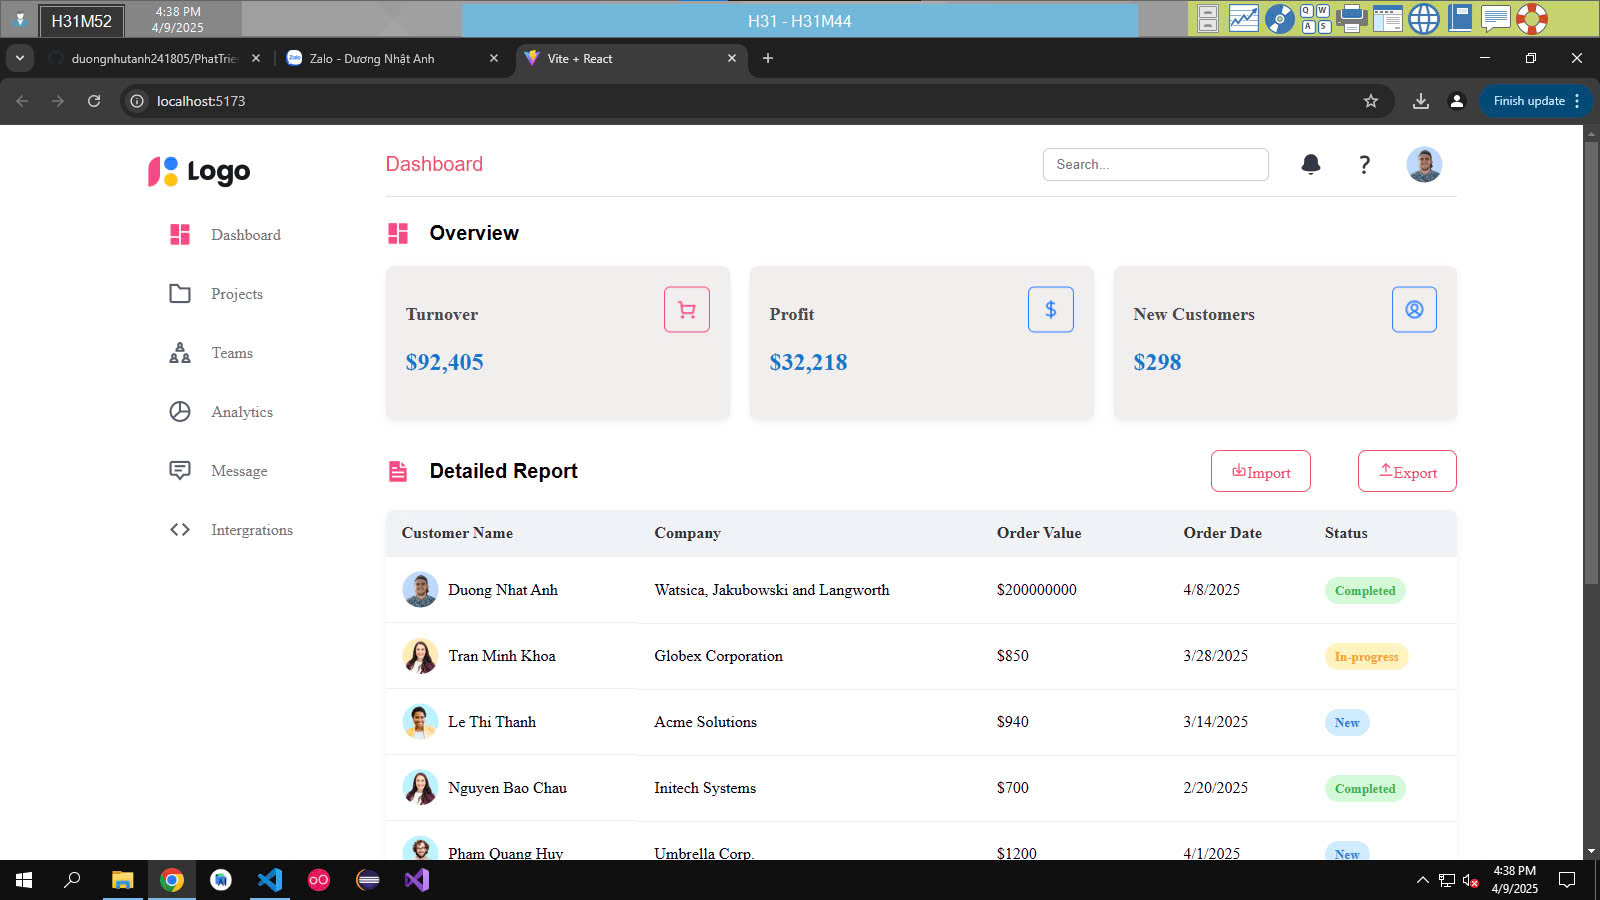 H31M52
4:38 PM
4/9/2025
H31 - H31M44
Q W
A S
duongnhutanh241805/PhatTrie
Zalo - Dương Nhật Anh
Vite + React
localhost:5173
Finish update
Logo
Dashboard
Search...
?
Dashboard
Projects
Teams
Analytics
Message
Intergrations
Overview
Turnover
$92,405
Profit
$
$32,218
New Customers
$298
Detailed Report
Import
Export
Customer Name Company Order Value Order Date Status
Duong Nhat Anh Watsica, Jakubowski and Langworth $200000000 4/8/2025 Completed
Tran Minh Khoa Globex Corporation $850 3/28/2025 In-progress
Le Thi Thanh Acme Solutions $940 3/14/2025 New
Nguyen Bao Chau Initech Systems $700 2/20/2025 Completed
Pham Quang Huy Umbrella Corp. $1200 4/1/2025 New
4:38 PM
4/9/2025